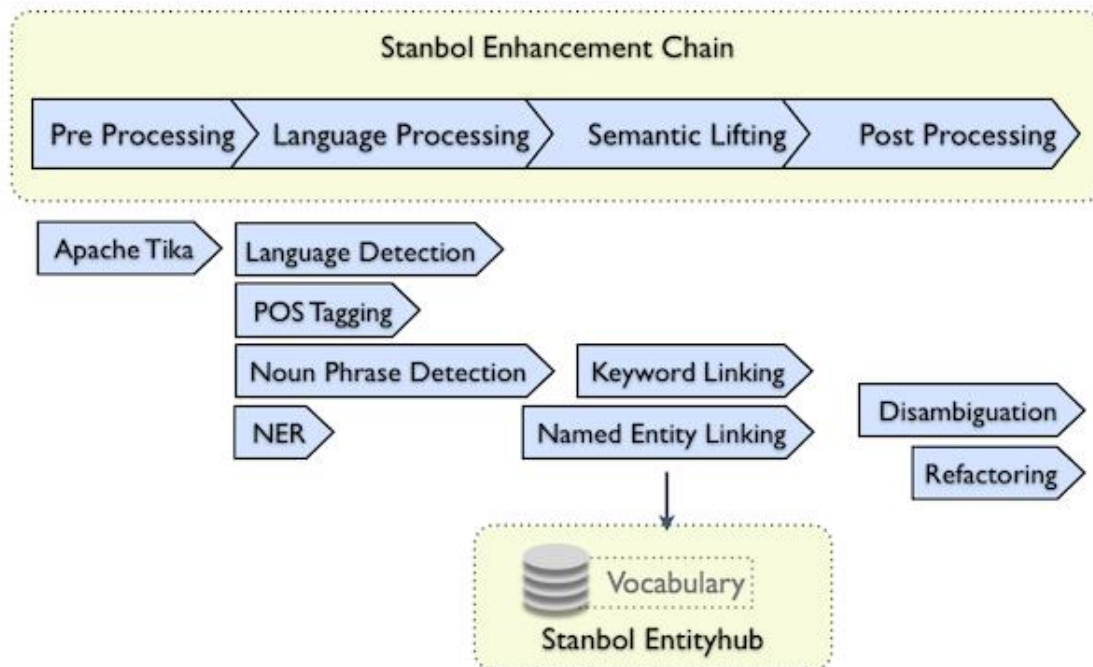 Stanbol Enhancement Chain
Pre Processing
Language Processing
Semantic Lifting
Post Processing
Apache Tika
Language Detection
POS Tagging
Noun Phrase Detection
Keyword Linking
Disambiguation
NER
Named Entity Linking
Refactoring
Vocabulary
Stanbol Entityhub